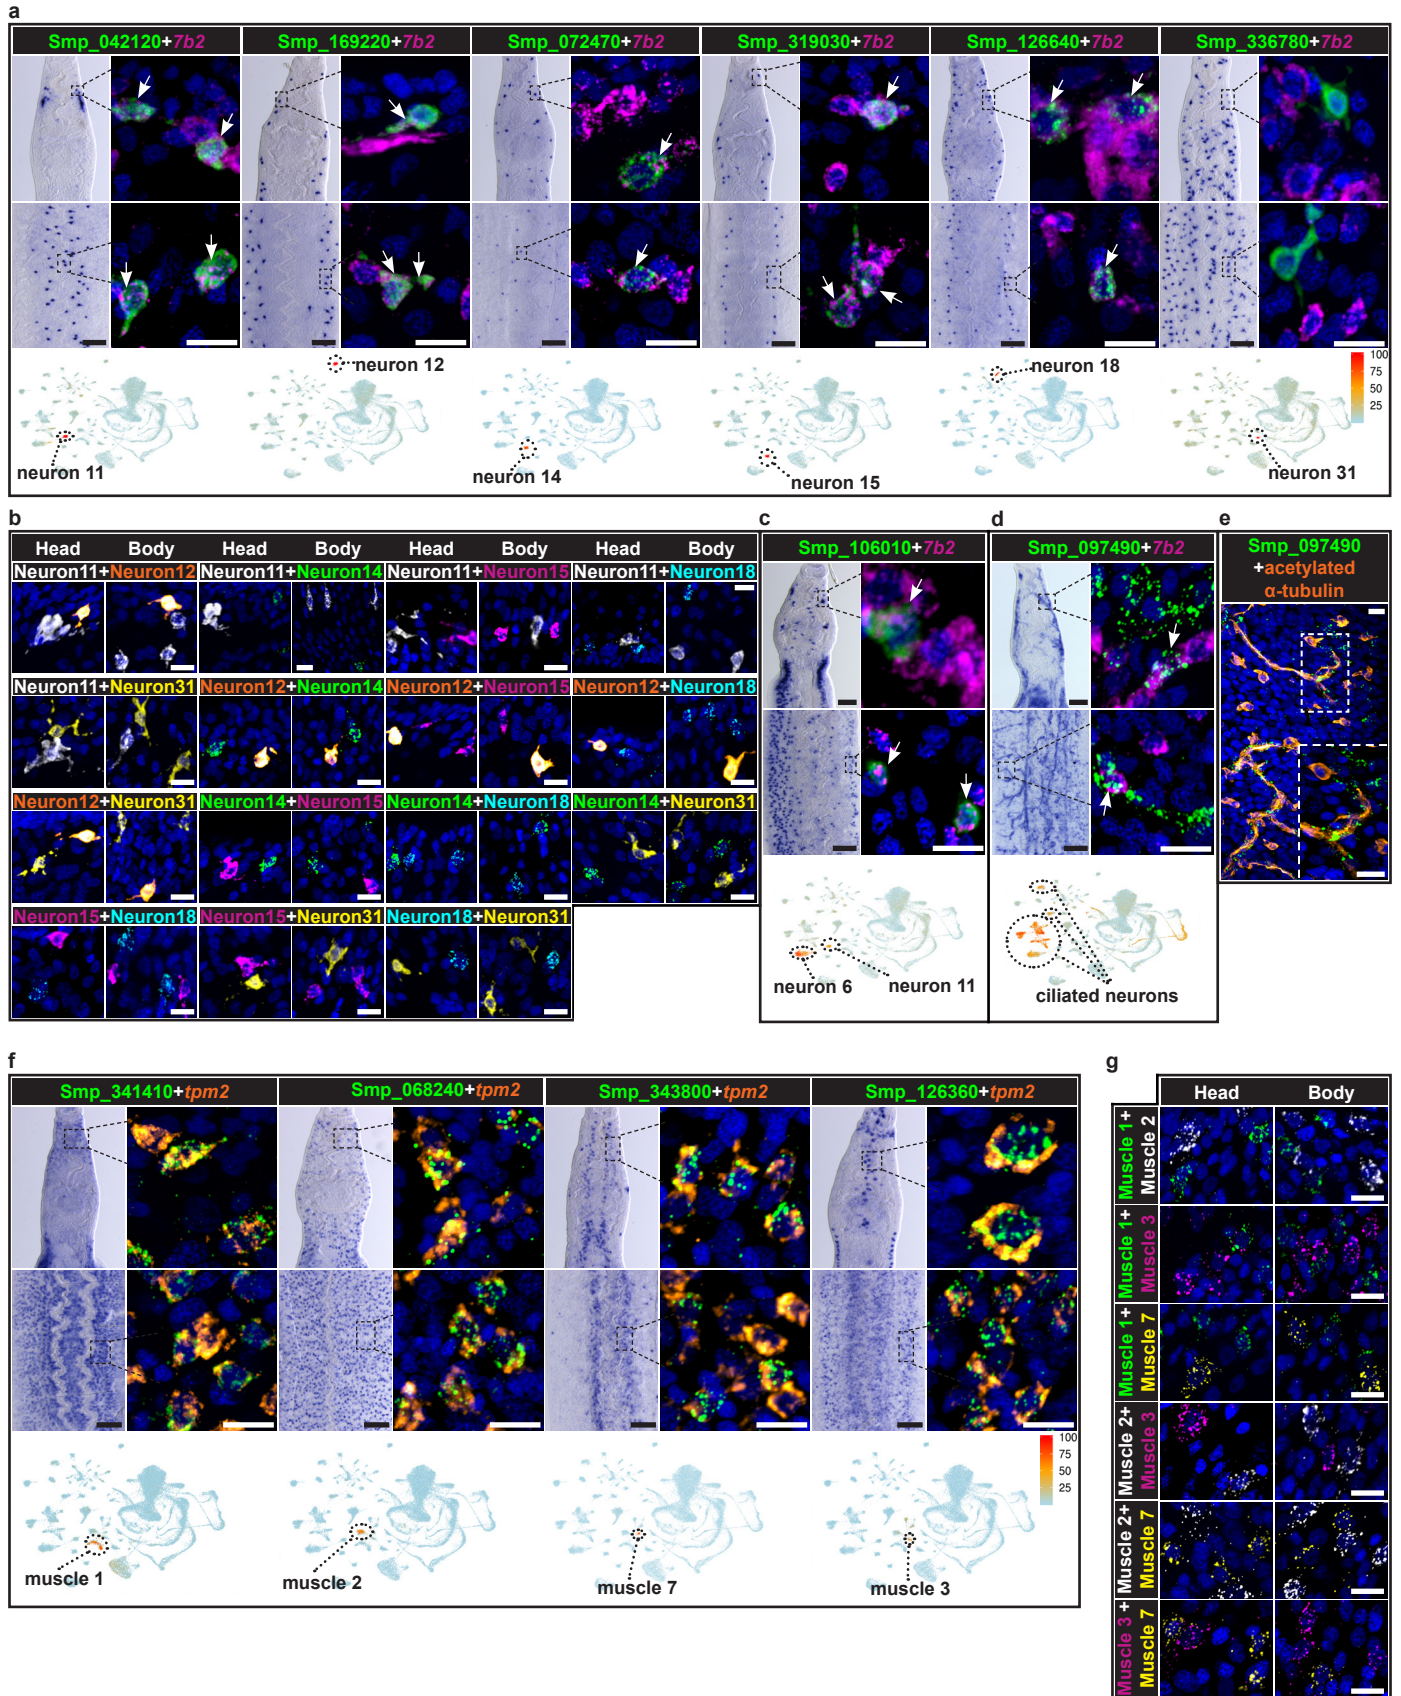 a
Smp_042120+7b2 Smp_169220+7b2 Smp_072470+7b2 Smp_319030+7b2 Smp_126640+7b2 Smp_336780+7b2
neuron 11
neuron 12
neuron 14
neuron 15
neuron 18
neuron 31
100
75
50
25
b
Head Body Head Body Head Body Head Body
Neuron11+Neuron12 Neuron11+Neuron14 Neuron11+Neuron15 Neuron11+Neuron18
Neuron11+Neuron31 Neuron12+Neuron14 Neuron12+Neuron15 Neuron12+Neuron18
Neuron12+Neuron31 Neuron14+Neuron15 Neuron14+Neuron18 Neuron14+Neuron31
Neuron15+Neuron18 Neuron15+Neuron31 Neuron18+Neuron31
c
Smp_106010+7b2
neuron 6
neuron 11
d
Smp_097490+7b2
ciliated neurons
e
Smp_097490
+acetylated
α-tubulin
f
Smp_341410+tpm2 Smp_068240+tpm2 Smp_343800+tpm2 Smp_126360+tpm2
muscle 1
muscle 2
muscle 7
muscle 3
100
75
50
25
g
Head Body
Muscle 1+
Muscle 2
Muscle 1+
Muscle 3
Muscle 1+
Muscle 7
Muscle 2+
Muscle 3
Muscle 2+
Muscle 7
Muscle 3 +
Muscle 7